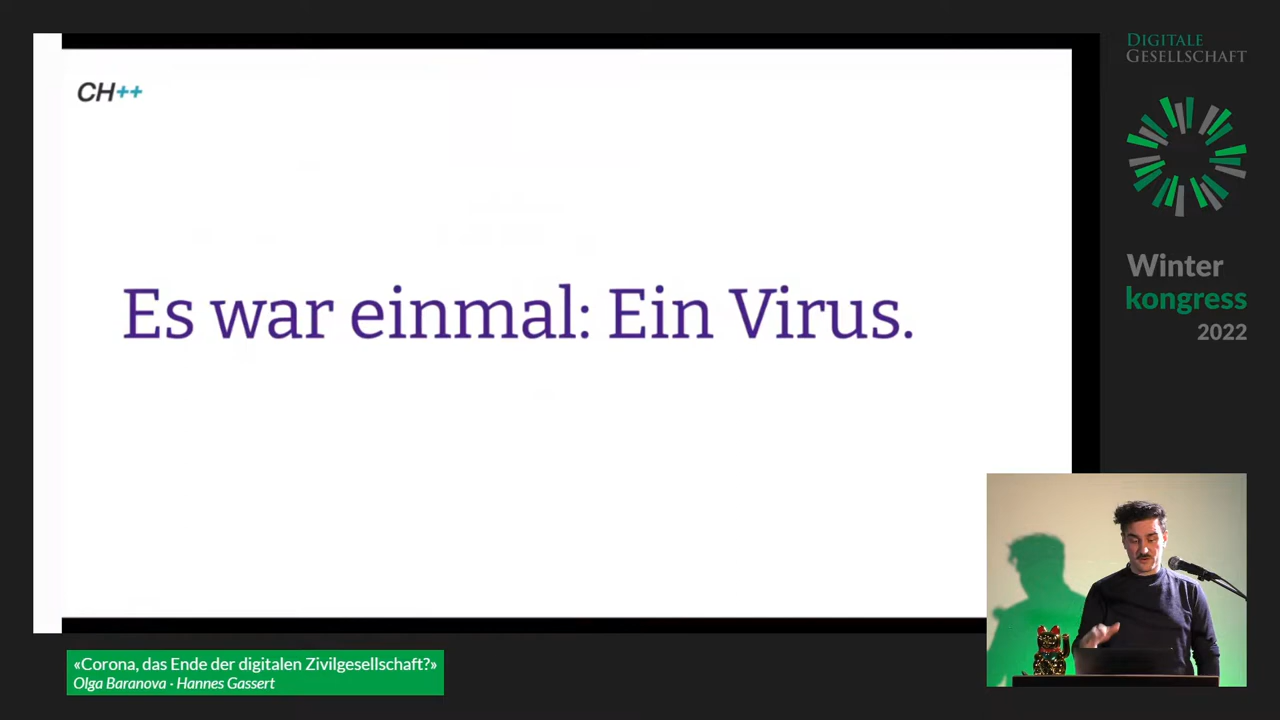 CH++
Es war einmal: Ein Virus.
DIGITALE
GESELLSCHAFT
Winter
kongress
2022
«Corona, das Ende der digitalen Zivilgesellschaft?»
Olga Baranova · Hannes Gassert